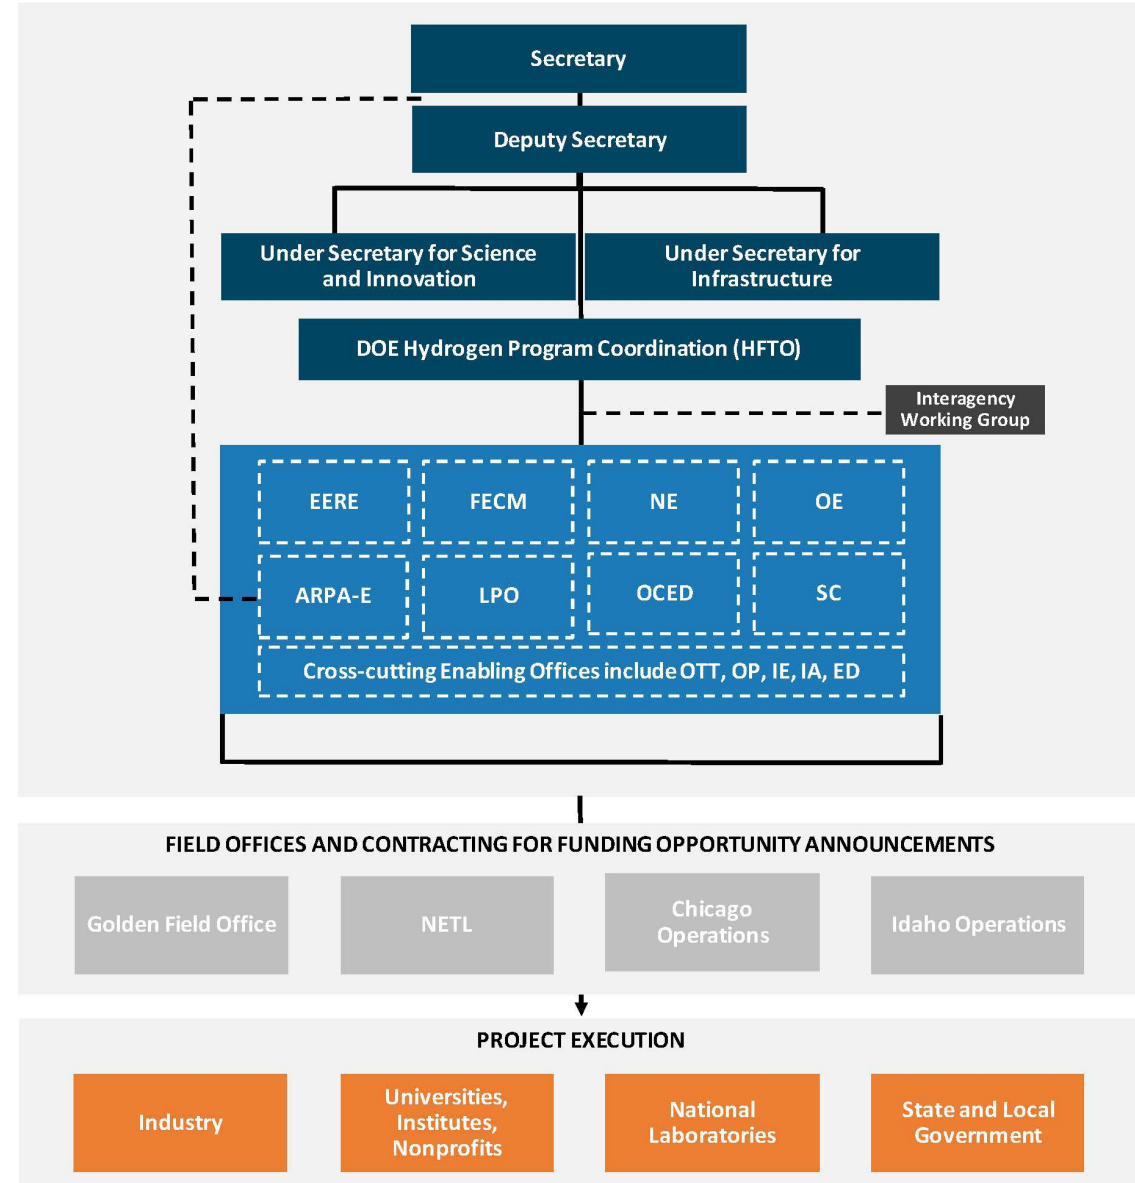 Secretary
Deputy Secretary
Under Secretary for Science
and Innovation
Under Secretary for
Infrastructure
DOE Hydrogen Program Coordination (HFTO)
Interagency
Working Group
EERE
FECM
NE
OE
ARPA-E
LPO
OCED
SC
Cross-cutting Enabling Offices include OTT, OP, IE, IA, ED
FIELD OFFICES AND CONTRACTING FOR FUNDING OPPORTUNITY ANNOUNCEMENTS
Golden Field Office
NETL
Chicago
Operations
Idaho Operations
PROJECT EXECUTION
Industry
Universities,
Institutes,
Nonprofits
National
Laboratories
State and Local
Government